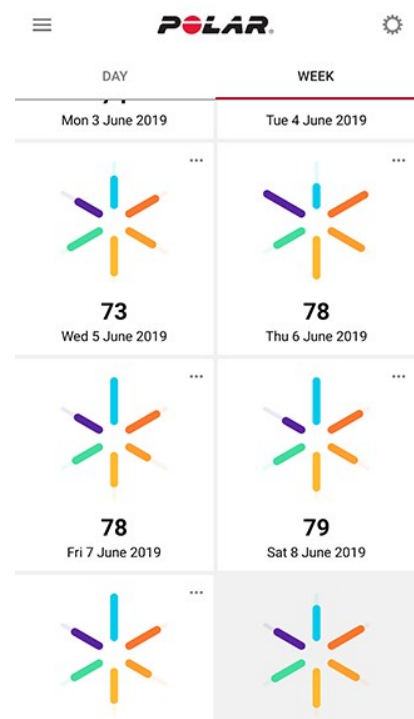 POLAR.
DAY WEEK
Mon 3 June 2019 Tue 4 June 2019
73 78
Wed 5 June 2019 Thu 6 June 2019
78 79
Fri 7 June 2019 Sat 8 June 2019